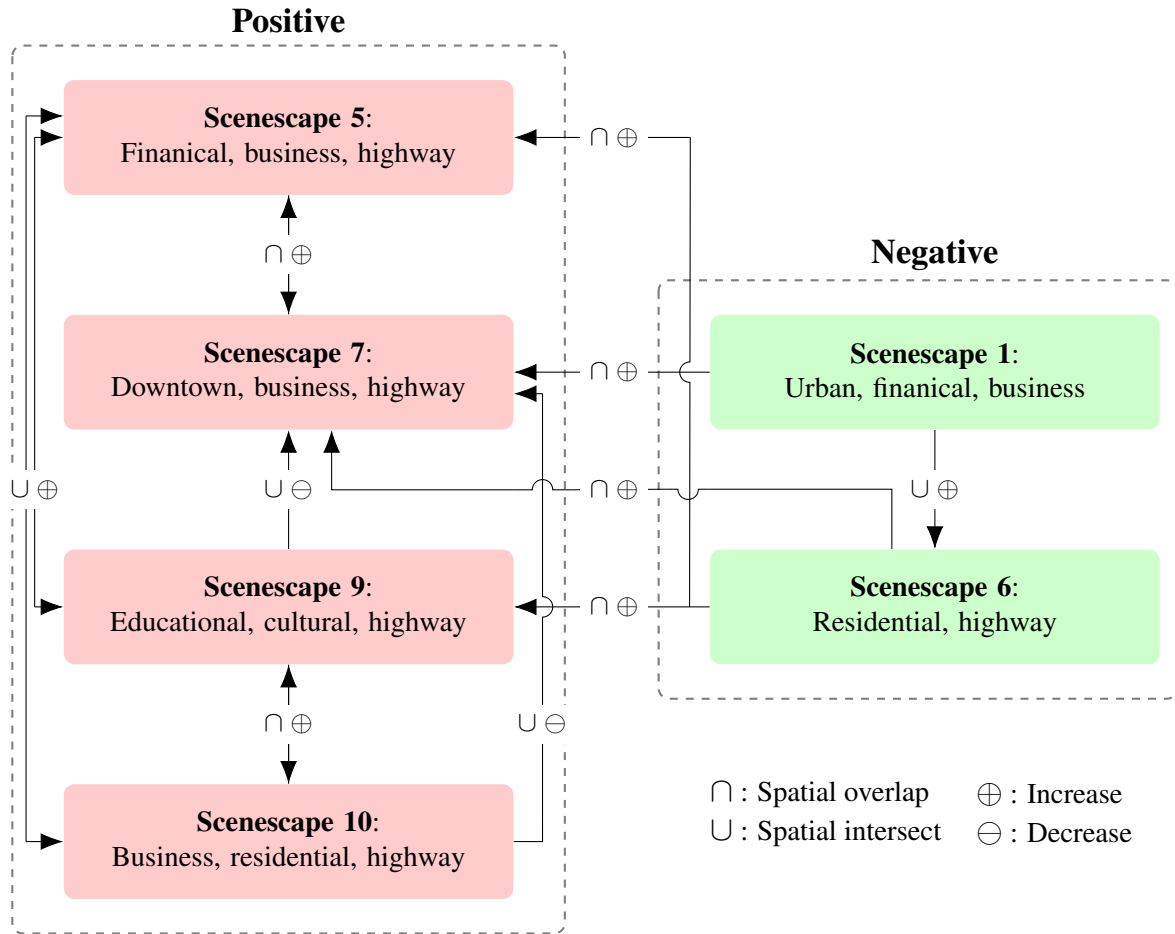 Positive
Scenescape 5:
Finanical, business, highway
∩ ⊕
∩ ⊕
Negative
Scenescape 7:
Downtown, business, highway
∩ ⊕
Scenescape 1:
Urban, finanical, business
∪ ⊕
∪ ⊖
∩ ⊕
∪ ⊕
Scenescape 9:
Educational, cultural, highway
∩ ⊕
Scenescape 6:
Residential, highway
∩ ⊕
∪ ⊖
Scenescape 10:
Business, residential, highway
∩ : Spatial overlap ⊕ : Increase
∪ : Spatial intersect ⊖ : Decrease